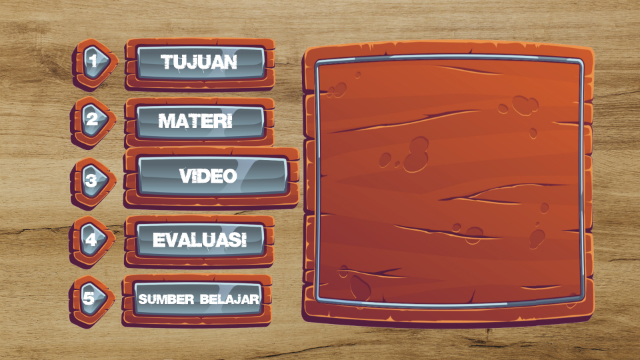 1 TUJUAN
2 MATERI
3 VIDEO
4 EVALUASI
5 SUMBER BELAJAR